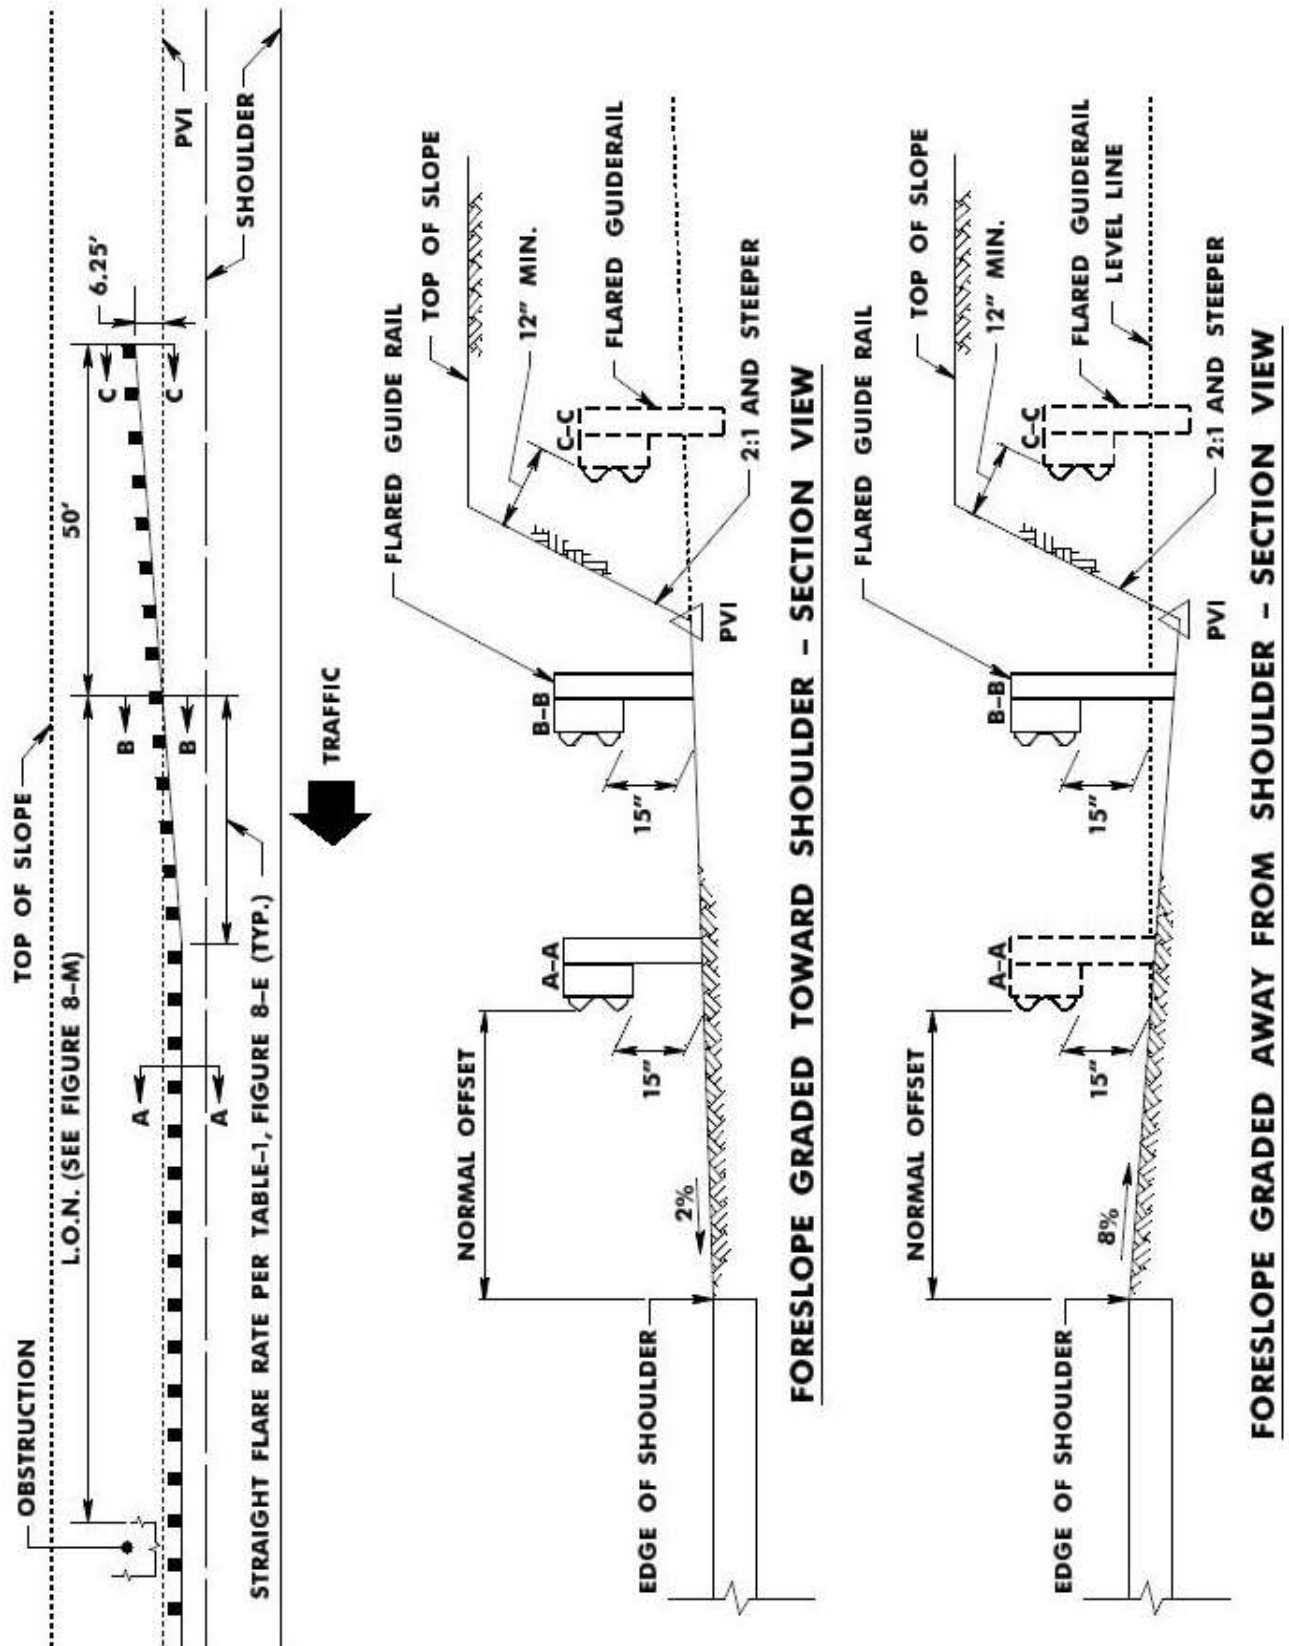 TOP OF SLOPE
OBSTRUCTION
L.O.N. (SEE FIGURE 8-M)
50'
6.25'
A
A
B
B
C
C
PVI
SHOULDER
STRAIGHT FLARE RATE PER TABLE-1, FIGURE 8-E (TYP.)
TRAFFIC
FLARED GUIDE RAIL
TOP OF SLOPE
12" MIN.
NORMAL OFFSET
A-A
B-B
C-C
FLARED GUIDERAIL
15"
15"
2%
EDGE OF SHOULDER
PVI
2:1 AND STEEPER
FORESLOPE GRADED TOWARD SHOULDER - SECTION VIEW
FLARED GUIDE RAIL
TOP OF SLOPE
12" MIN.
NORMAL OFFSET
A-A
B-B
C-C
FLARED GUIDERAIL
LEVEL LINE
15"
15"
8%
EDGE OF SHOULDER
PVI
2:1 AND STEEPER
FORESLOPE GRADED AWAY FROM SHOULDER - SECTION VIEW